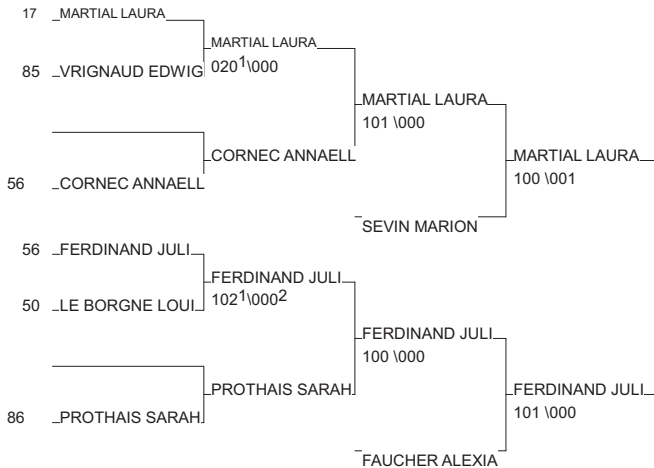 17 MARTIAL LAURA
MARTIAL LAURA
020¹\000
85 VRIGNAUD EDWIG
MARTIAL LAURA
101 \000
CORNEC ANNAELL
56 CORNEC ANNAELL
MARTIAL LAURA
100 \001
SEVIN MARION
56 FERDINAND JULI
FERDINAND JULI
102¹\000²
50 LE BORGNE LOUI
FERDINAND JULI
100 \000
PROTHAIS SARAH
86 PROTHAIS SARAH
FERDINAND JULI
101 \000
FAUCHER ALEXIA